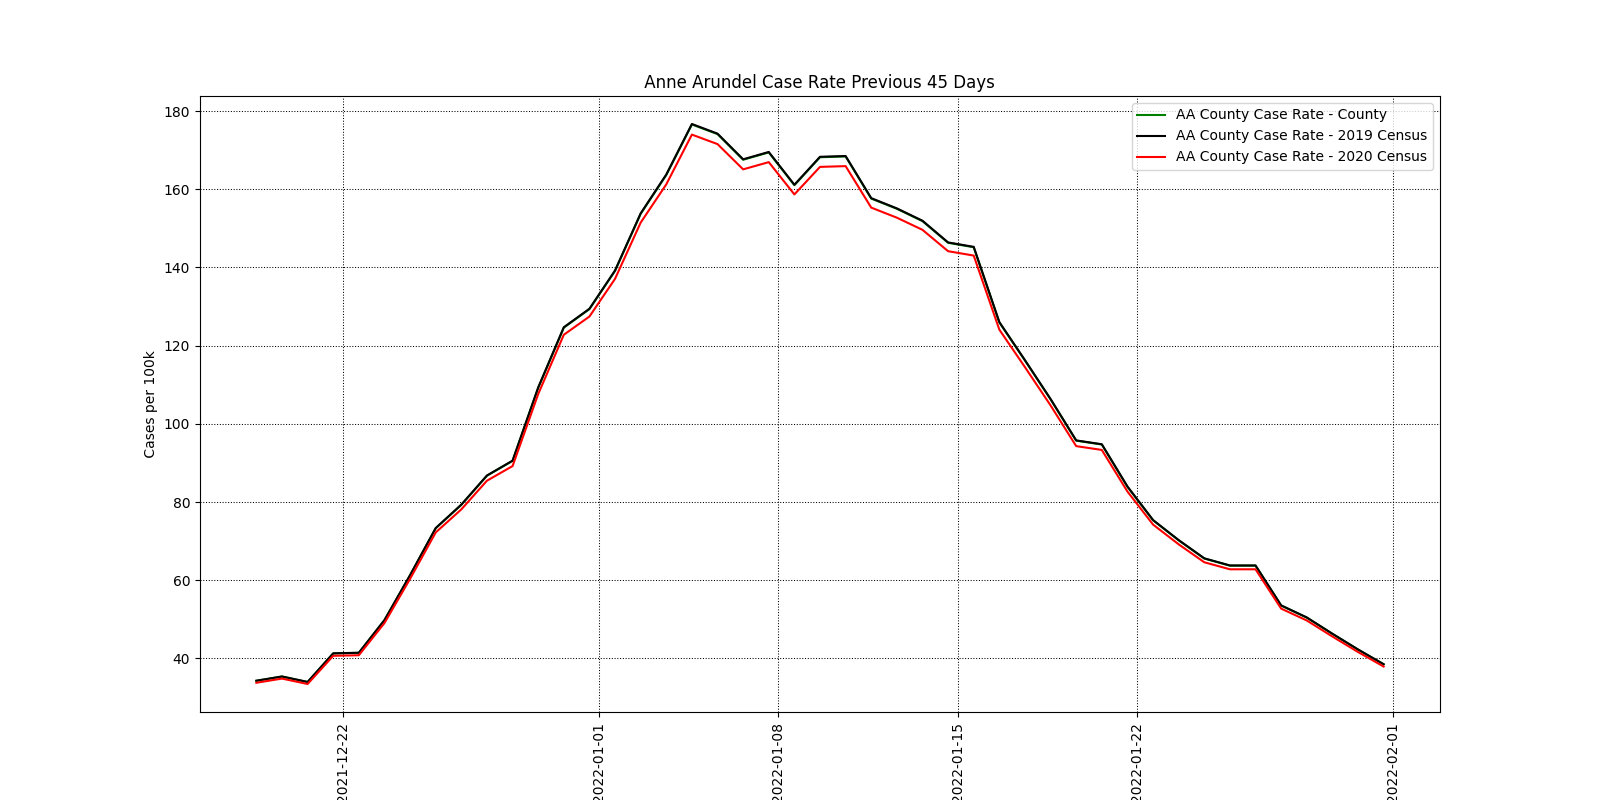 Anne Arundel Case Rate Previous 45 Days
AA County Case Rate - County
AA County Case Rate - 2019 Census
AA County Case Rate - 2020 Census
Cases per 100k
180
160
140
120
100
80
60
40
2021-12-22
2022-01-01
2022-01-08
2022-01-15
2022-01-22
2022-02-01